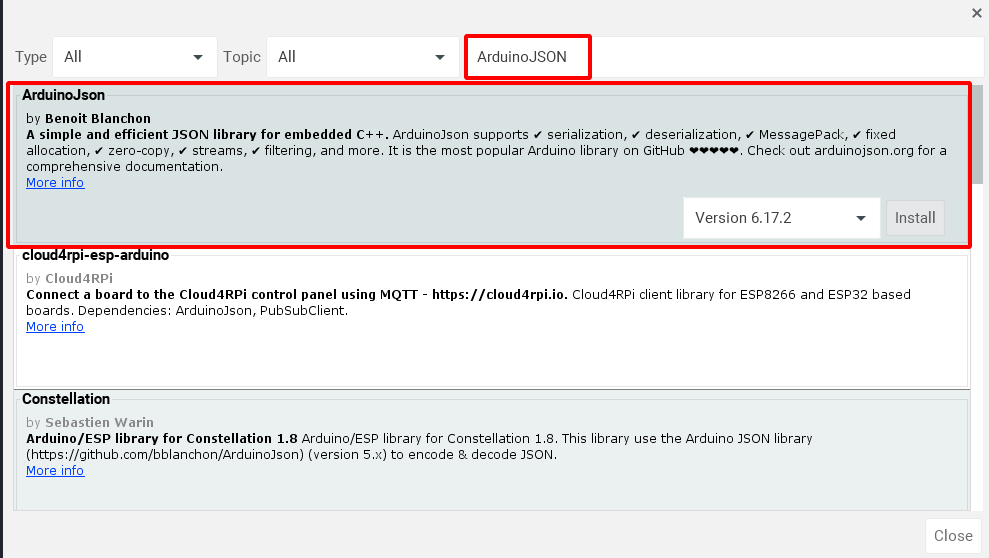 ×
Type All Topic All ArduinoJSON
ArduinoJson
by Benoit Blanchon
A simple and efficient JSON library for embedded C++. ArduinoJson supports ✔ serialization, ✔ deserialization, ✔ MessagePack, ✔ fixed
allocation, ✔ zero-copy, ✔ streams, ✔ filtering, and more. It is the most popular Arduino library on GitHub ❤❤❤❤❤. Check out arduinojson.org for a
comprehensive documentation.
More info
Version 6.17.2 Install
cloud4rpi-esp-arduino
by Cloud4RPi
Connect a board to the Cloud4RPi control panel using MQTT - https://cloud4rpi.io. Cloud4RPi client library for ESP8266 and ESP32 based
boards. Dependencies: ArduinoJson, PubSubClient.
More info
Constellation
by Sebastien Warin
Arduino/ESP library for Constellation 1.8 Arduino/ESP library for Constellation 1.8. This library use the Arduino JSON library
(https://github.com/bblanchon/ArduinoJson) (version 5.x) to encode & decode JSON.
More info
Close